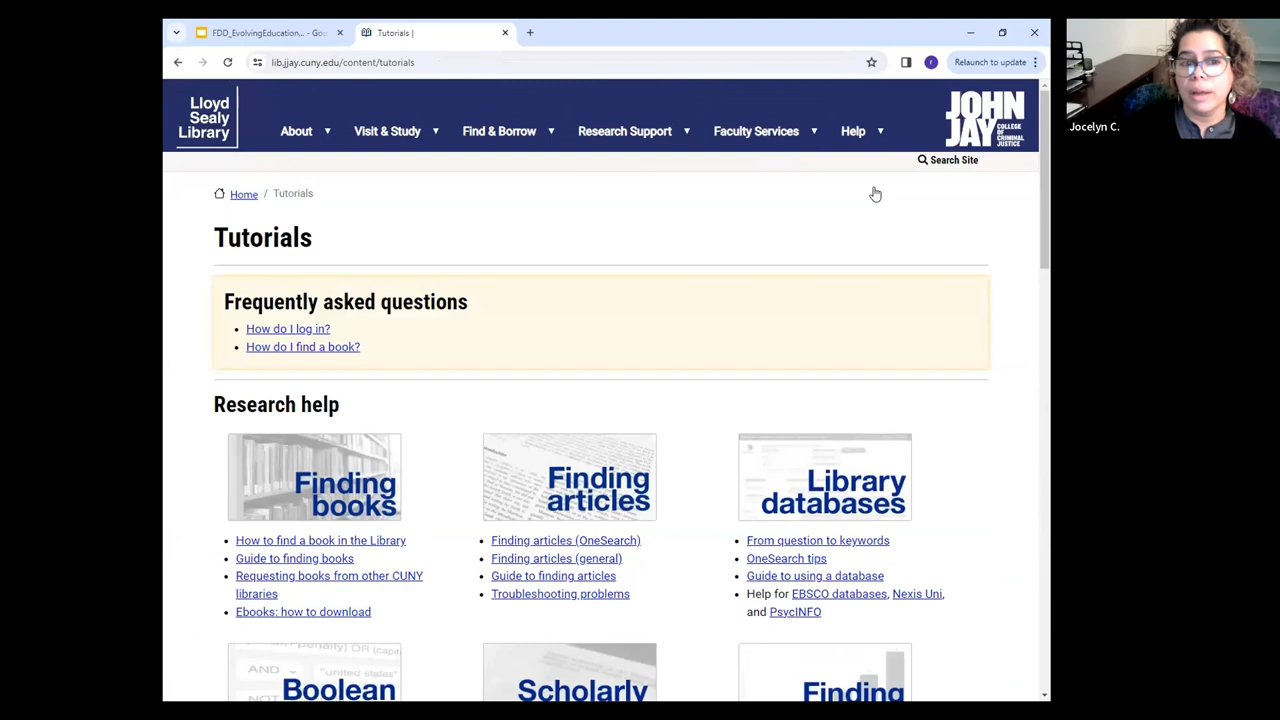 FDD_EvolvingEducation... - Goo
Tutorials |
lib.jjay.cuny.edu/content/tutorials
Relaunch to update
Lloyd
Sealy
Library
About
Visit & Study
Find & Borrow
Research Support
Faculty Services
Help
JOHN
JAY
COLLEGE
OF
CRIMINAL
JUSTICE
Search Site
Jocelyn C.
Home / Tutorials
Tutorials
Frequently asked questions
How do I log in?
How do I find a book?
Research help
Finding
books
How to find a book in the Library
Guide to finding books
Requesting books from other CUNY
libraries
Ebooks: how to download
Finding
articles
Finding articles (OneSearch)
Finding articles (general)
Guide to finding articles
Troubleshooting problems
Library
databases
From question to keywords
OneSearch tips
Guide to using a database
Help for EBSCO databases, Nexis Uni,
and PsycINFO
AND
"united states"
NOT
Boolean
Scholarly
Finding